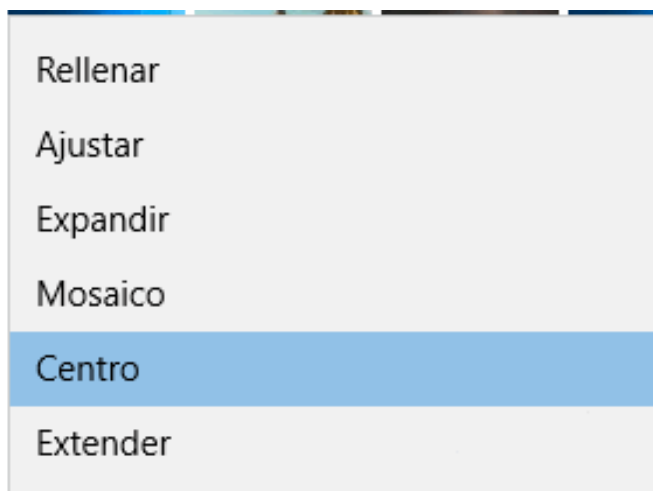 Rellenar
Ajustar
Expandir
Mosaico
Centro
Extender